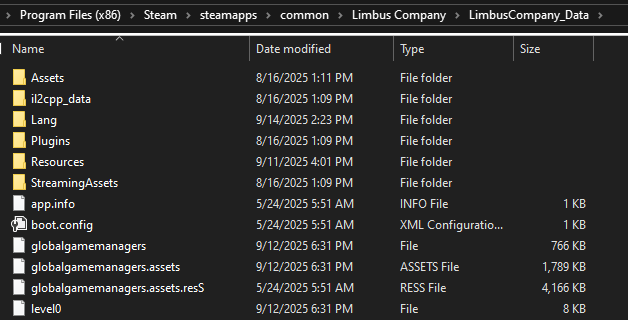 Program Files (x86) > Steam > steamapps > common > Limbus Company > LimbusCompany_Data >
Name Date modified Type Size
Assets 8/16/2025 1:11 PM File folder
il2cpp_data 8/16/2025 1:09 PM File folder
Lang 9/14/2025 2:23 PM File folder
Plugins 8/16/2025 1:09 PM File folder
Resources 9/11/2025 4:01 PM File folder
StreamingAssets 8/16/2025 1:09 PM File folder
app.info 5/24/2025 5:51 AM INFO File 1 KB
boot.config 5/24/2025 5:51 AM XML Configuratio... 1 KB
globalgamemanagers 9/12/2025 6:31 PM File 766 KB
globalgamemanagers.assets 9/12/2025 6:31 PM ASSETS File 1,789 KB
globalgamemanagers.assets.resS 5/24/2025 5:51 AM RESS File 4,166 KB
level0 9/12/2025 6:31 PM File 8 KB